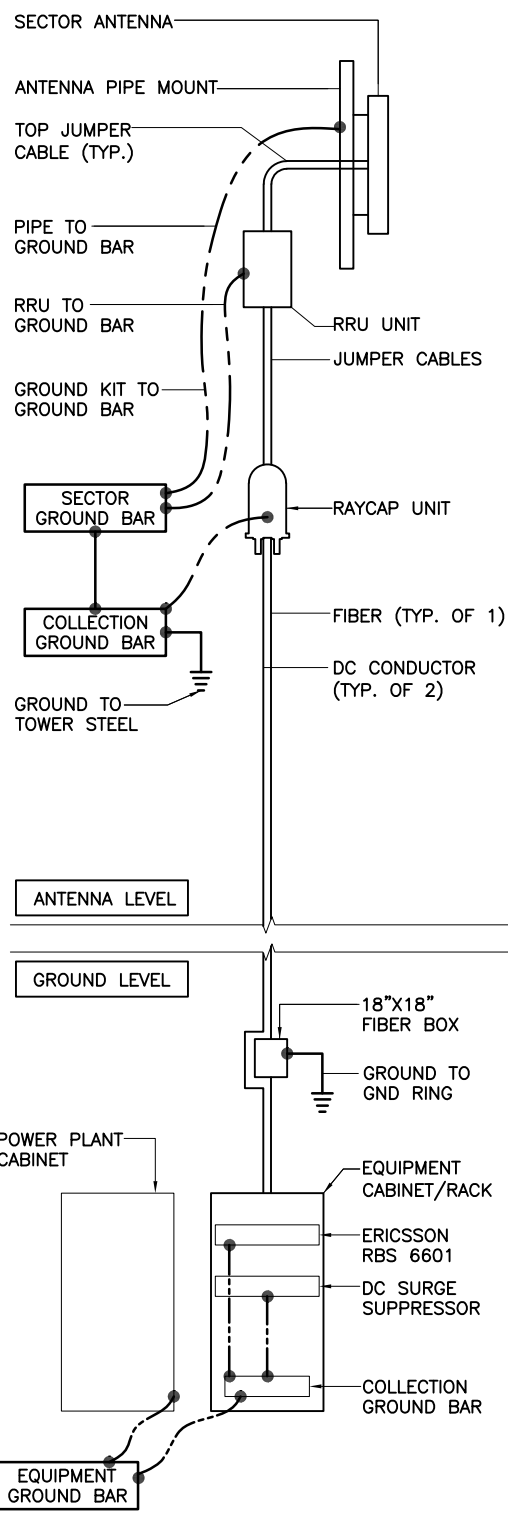 SECTOR ANTENNA
ANTENNA PIPE MOUNT
TOP JUMPER
CABLE (TYP.)
PIPE TO
GROUND BAR
RRU TO
GROUND BAR
RRU UNIT
JUMPER CABLES
GROUND KIT TO
GROUND BAR
SECTOR
GROUND BAR
RAYCAP UNIT
COLLECTION
GROUND BAR
FIBER (TYP. OF 1)
DC CONDUCTOR
(TYP. OF 2)
GROUND TO
TOWER STEEL
ANTENNA LEVEL
GROUND LEVEL
18"X18"
FIBER BOX
GROUND TO
GND RING
POWER PLANT
CABINET
EQUIPMENT
CABINET/RACK
ERICSSON
RBS 6601
DC SURGE
SUPPRESSOR
COLLECTION
GROUND BAR
EQUIPMENT
GROUND BAR